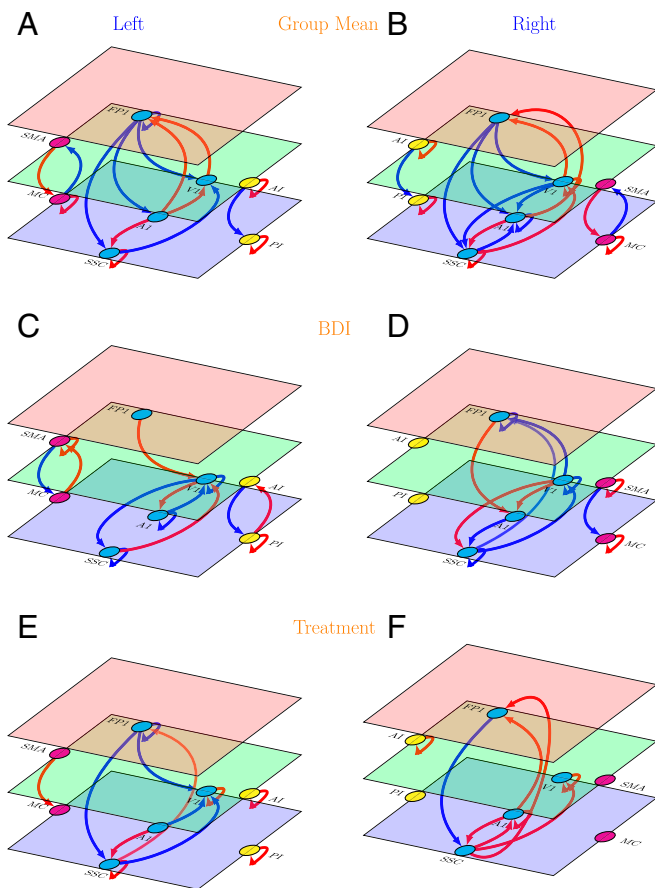 A Left Group Mean B Right
FP1
SMA
MC
V1
AI
A1
PI
SSC
FP1
AI
PI
V1
SMA
A1
MC
SSC
C BDI D
FP1
SMA
MC
V1
AI
A1
PI
SSC
FP1
AI
PI
V1
SMA
A1
MC
SSC
E Treatment F
FP1
SMA
MC
V1
AI
A1
PI
SSC
FP1
AI
PI
V1
SMA
A1
MC
SSC